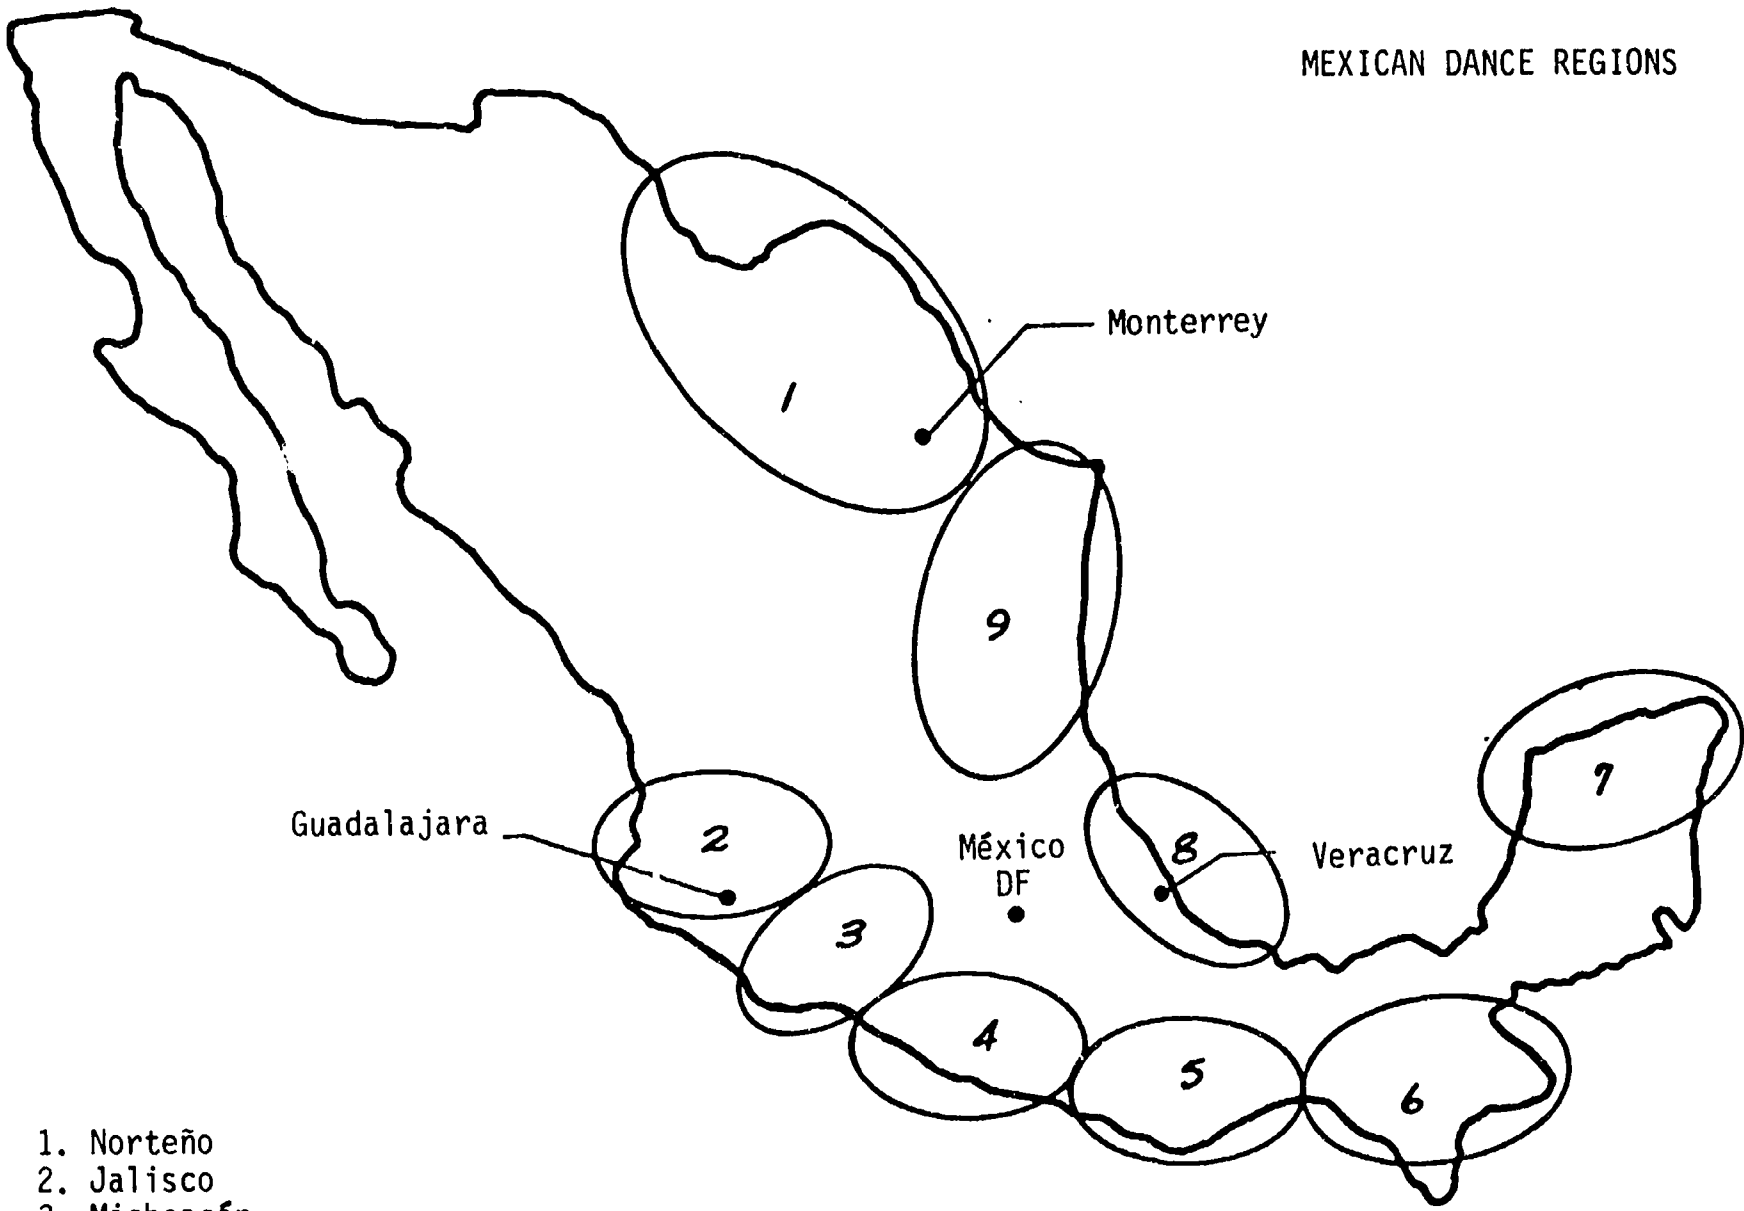 MEXICAN DANCE REGIONS
Monterrey
1
9
7
Guadalajara
2
México
DF
8
Veracruz
3
4
5
6
1. Norteño
2. Jalisco